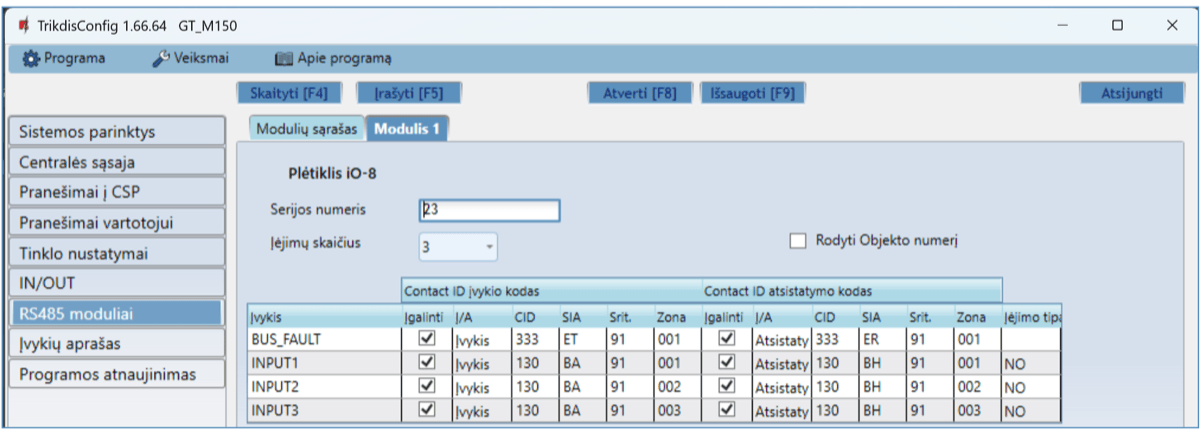 TrikdisConfig 1.66.64 GT_M150
Programa Veiksmai Apie programą
Skaityti [F4] Įrašyti [F5] Atverti [F8] Išsaugoti [F9] Atsijungti
Sistemos parinktys
Centralės sąsaja
Pranešimai į CSP
Pranešimai vartotojui
Tinklo nustatymai
IN/OUT
RS485 moduliai
Įvykių aprašas
Programos atnaujinimas
Modulių sąrašas Modulis 1
Plėtiklis iO-8
Serijos numeris 23
Įėjimų skaičius 3 Rodyti Objekto numerį
Contact ID įvykio kodas Contact ID atsistatymo kodas
Įvykis Įgalinti Į/A CID SIA Srit. Zona Įgalinti Į/A CID SIA Srit. Zona Įėjimo tipa
BUS_FAULT Įvykis 333 ET 91 001 Atsistaty 333 ER 91 001
INPUT1 Įvykis 130 BA 91 001 Atsistaty 130 BH 91 001 NO
INPUT2 Įvykis 130 BA 91 002 Atsistaty 130 BH 91 002 NO
INPUT3 Įvykis 130 BA 91 003 Atsistaty 130 BH 91 003 NO